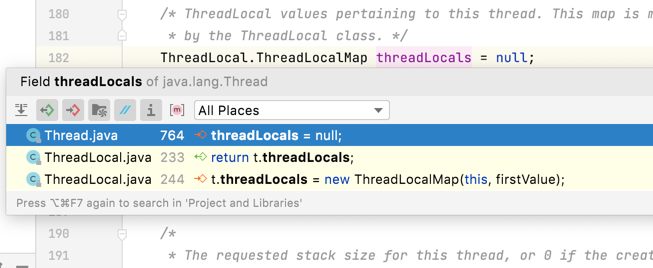 180 /* ThreadLocal values pertaining to this thread. This map is m
181 * by the ThreadLocal class. */
182 ThreadLocal.ThreadLocalMap threadLocals = null;
Field threadLocals of java.lang.Thread
All Places
Thread.java 764 threadLocals = null;
ThreadLocal.java 233 return t.threadLocals;
ThreadLocal.java 244 t.threadLocals = new ThreadLocalMap(this, firstValue);
Press ⌥⌘F7 again to search in 'Project and Libraries'
190 /*
191 * The requested stack size for this thread, or 0 if the creat